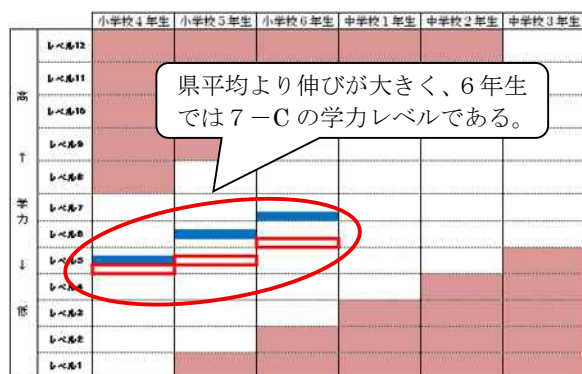 小学校4年生 小学校5年生 小学校6年生 中学校1年生 中学校2年生 中学校3年生
高 ↑ 学力 ↓ 低
レベル12
レベル11
レベル10
レベル9
レベル8
レベル7
レベル6
レベル5
レベル4
レベル3
レベル2
レベル1
県平均より伸びが大きく、6年生
では7-Cの学力レベルである。